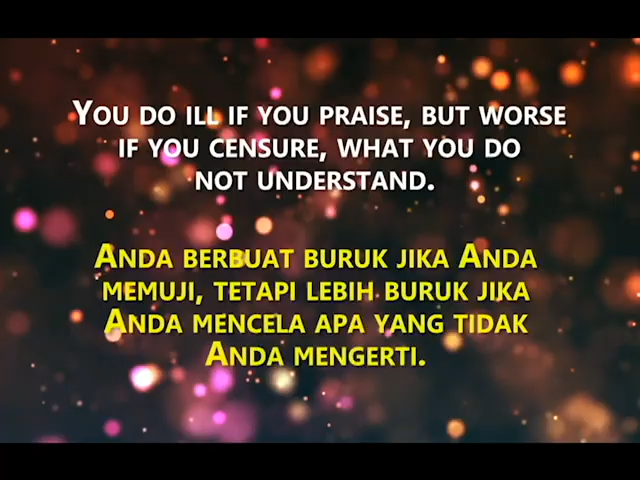 You do ill if you praise, but worse
if you censure, what you do
not understand.
Anda berbuat buruk jika Anda
memuji, tetapi lebih buruk jika
Anda mencela apa yang tidak
Anda mengerti.